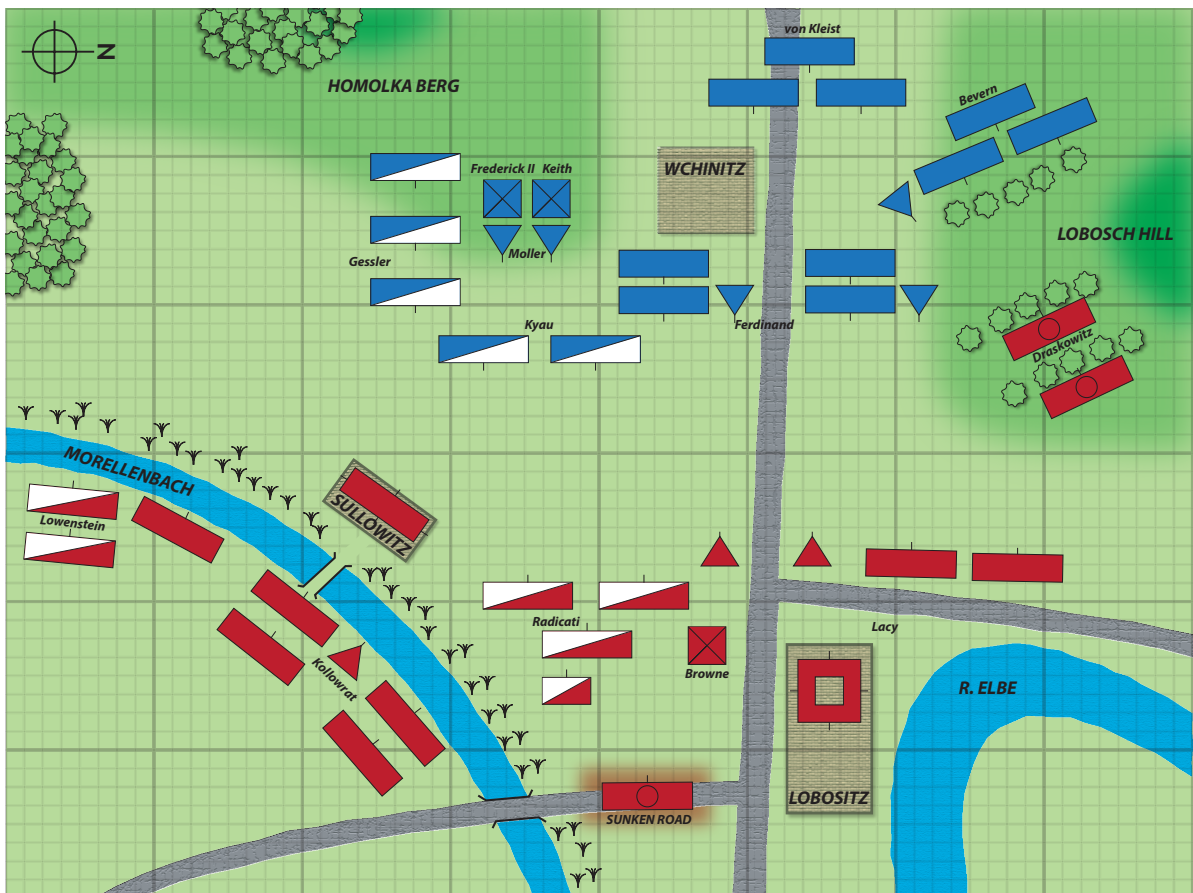 von Kleist
N
HOMOLKA BERG
Bevern
Frederick II Keith
WCHINITZ
LOBOSCH HILL
Moller
Gessler
Kyau
Ferdinand
Draskowitz
MORELLENBACH
SULLOWITZ
Lowenstein
Radicati
Lacy
Kollowrat
Browne
R. ELBE
LOBOSITZ
SUNKEN ROAD